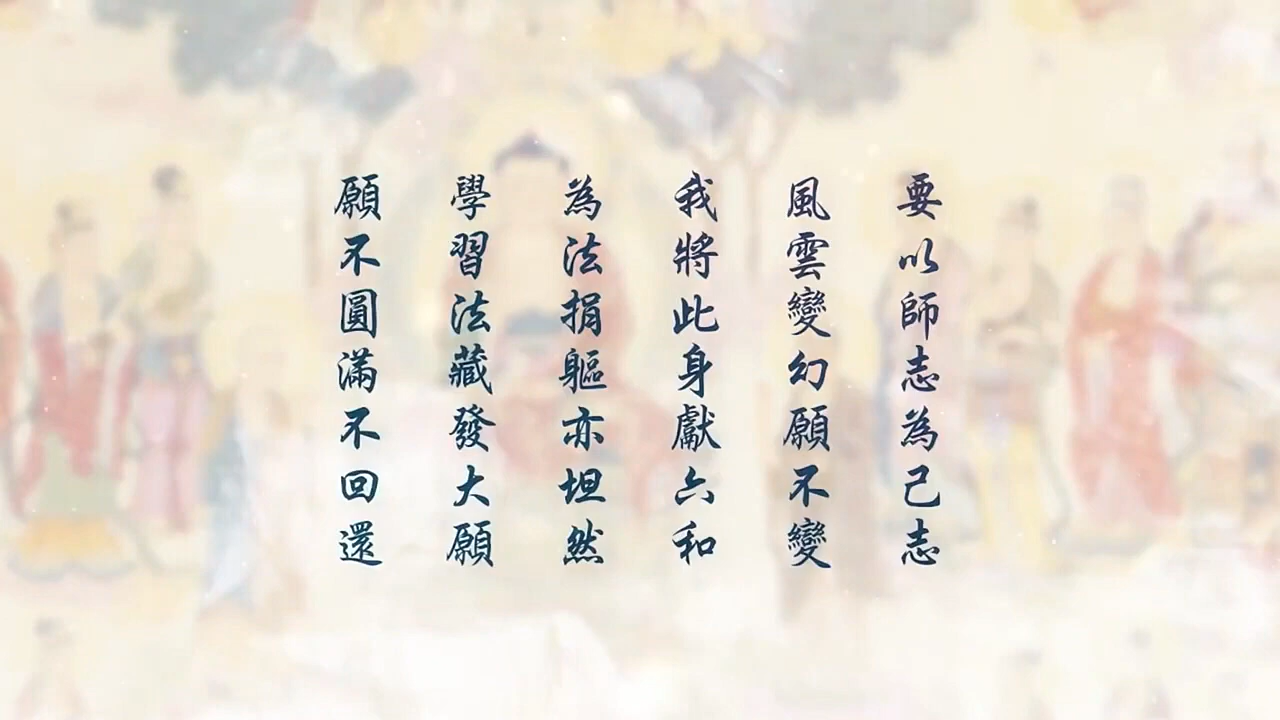 要以師志為己志
風雲變幻願不變
我將此身獻六和
為法捐軀亦坦然
學習法藏發大願
願不圓滿不回還